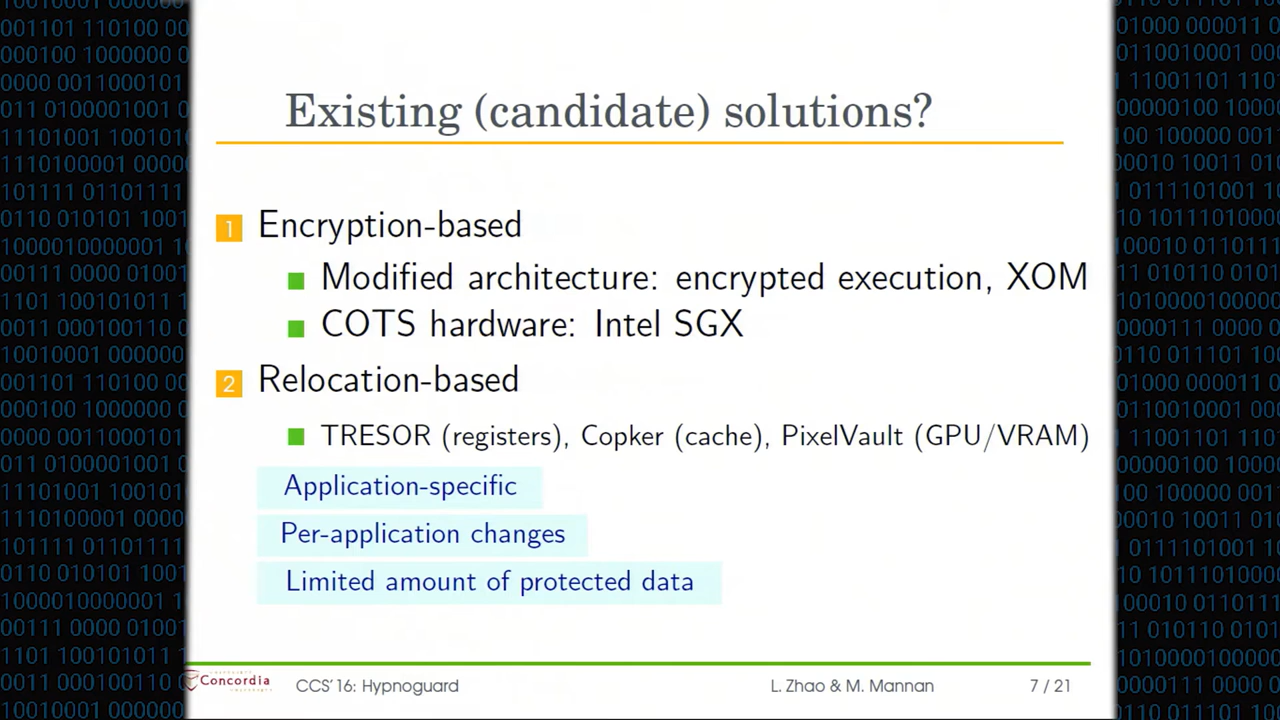 Existing (candidate) solutions?
1 Encryption-based
Modified architecture: encrypted execution, XOM
COTS hardware: Intel SGX
2 Relocation-based
TRESOR (registers), Copker (cache), PixelVault (GPU/VRAM)
Application-specific
Per-application changes
Limited amount of protected data
Concordia
CCS'16: Hypnoguard
L. Zhao & M. Mannan
7 / 21